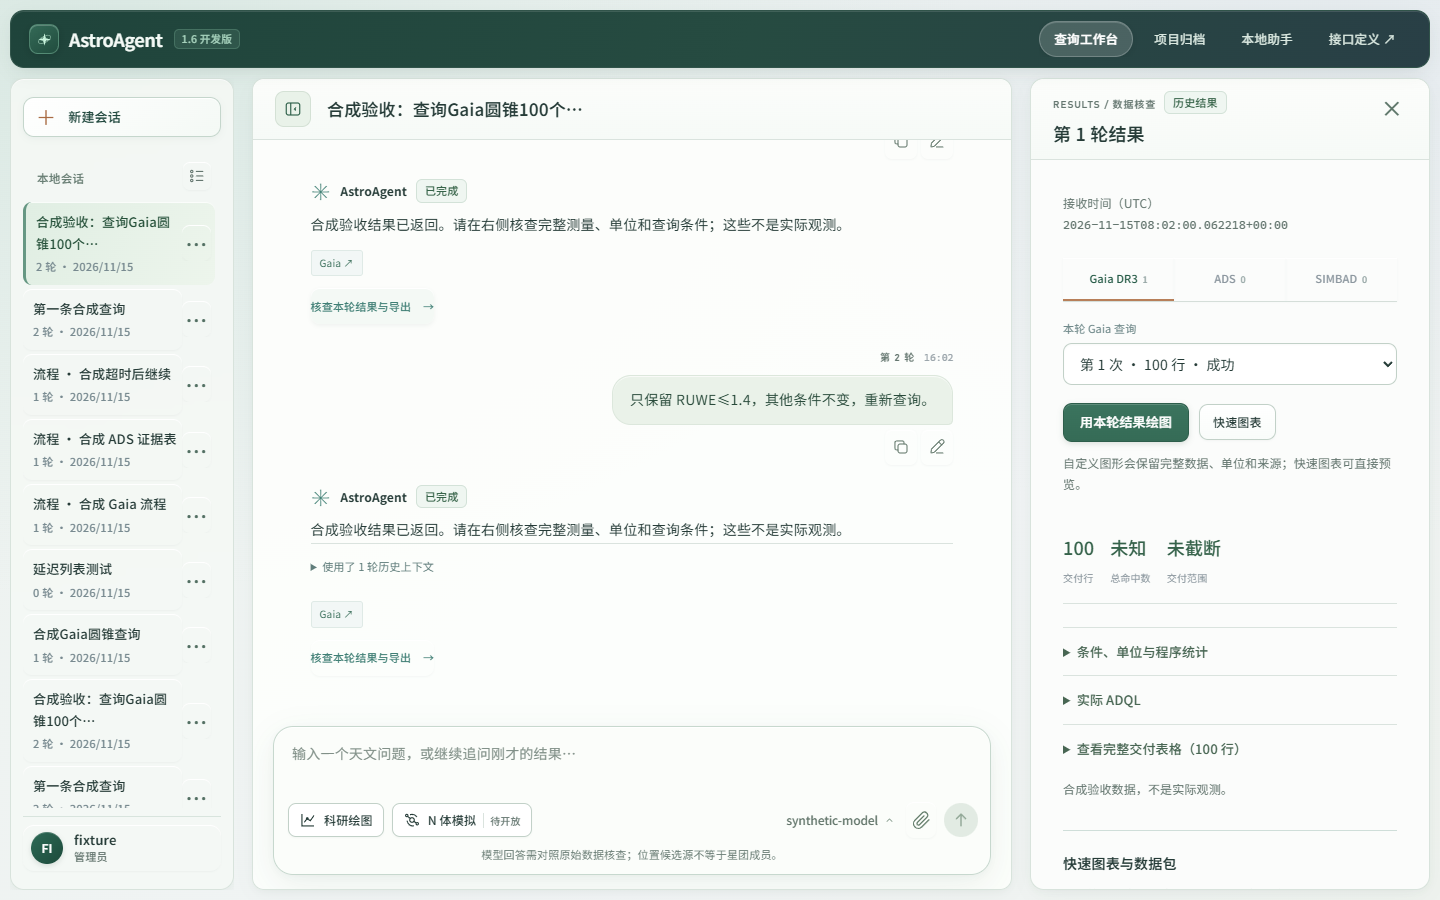 AstroAgent
1.6 开发版
查询工作台
项目归档
本地助手
接口定义 ↗
新建会话
本地会话
合成验收：查询Gaia圆
锥100个…
2 轮 · 2026/11/15
第一条合成查询
2 轮 · 2026/11/15
流程 · 合成超时后继续
1 轮 · 2026/11/15
流程 · 合成 ADS 证据表
1 轮 · 2026/11/15
流程 · 合成 Gaia 流程
1 轮 · 2026/11/15
延迟列表测试
0 轮 · 2026/11/15
合成Gaia圆锥查询
1 轮 · 2026/11/15
合成验收：查询Gaia圆
锥100个…
2 轮 · 2026/11/15
第一条合成查询
FI
fixture
管理员
合成验收：查询Gaia圆锥100个…
AstroAgent
已完成
合成验收结果已返回。请在右侧核查完整测量、单位和查询条件；这些不是实际观测。
Gaia ↗
核查本轮结果与导出 →
第 2 轮 16:02
只保留 RUWE≤1.4，其他条件不变，重新查询。
AstroAgent
已完成
合成验收结果已返回。请在右侧核查完整测量、单位和查询条件；这些不是实际观测。
▶ 使用了 1 轮历史上下文
Gaia ↗
核查本轮结果与导出 →
输入一个天文问题，或继续追问刚才的结果…
科研绘图
N 体模拟 待开放
synthetic-model
模型回答需对照原始数据核查；位置候选源不等于星团成员。
RESULTS / 数据核查
历史结果
第 1 轮结果
接收时间（UTC）
2026-11-15T08:02:00.062218+00:00
Gaia DR3 1
ADS 0
SIMBAD 0
本轮 Gaia 查询
第 1 次 · 100 行 · 成功
用本轮结果绘图
快速图表
自定义图形会保留完整数据、单位和来源；快速图表可直接预
览。
100 未知 未截断
交付行 总命中数 交付范围
▶ 条件、单位与程序统计
▶ 实际 ADQL
▶ 查看完整交付表格（100 行）
合成验收数据，不是实际观测。
快速图表与数据包